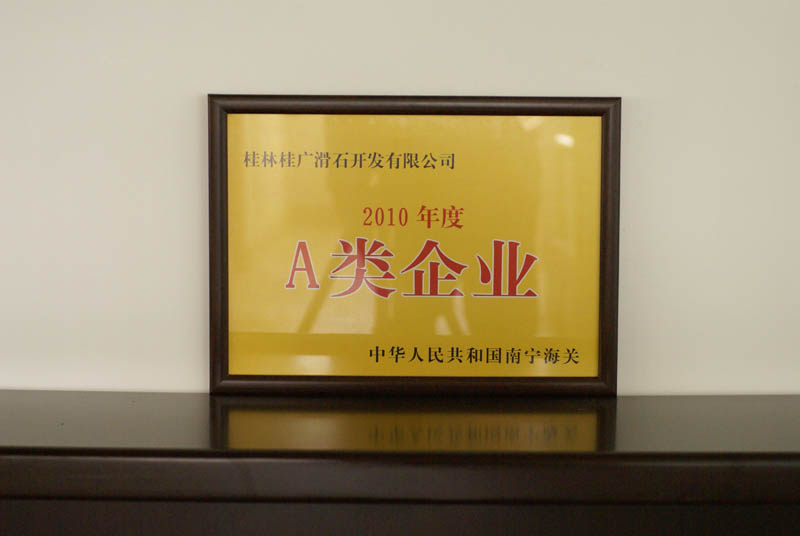 桂林桂广滑石开发有限公司
2010 年度
A类企业
中华人民共和国南宁海关